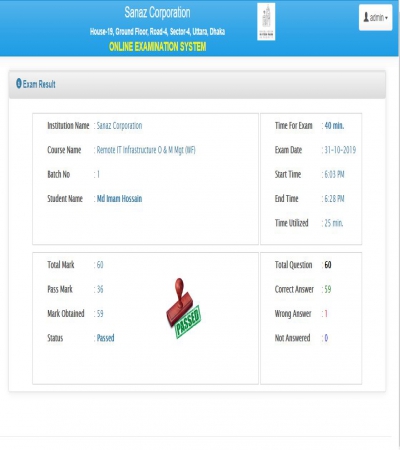 Sanaz Corporation
House-19, Ground Floor, Road-4, Sector-4, Uttara, Dhaka
ONLINE EXAMINATION SYSTEM
admin
Exam Result
Institution Name : Sanaz Corporation
Course Name : Remote IT Infrastructure O & M Mgt (WF)
Batch No : 1
Student Name : Md Imam Hossain
Time For Exam : 40 min.
Exam Date : 31-10-2019
Start Time : 6:03 PM
End Time : 6:28 PM
Time Utilized : 25 min.
Total Mark : 60
Pass Mark : 36
Mark Obtained : 59
Status : Passed
PASSED
Total Question : 60
Correct Answer : 59
Wrong Answer : 1
Not Answered : 0